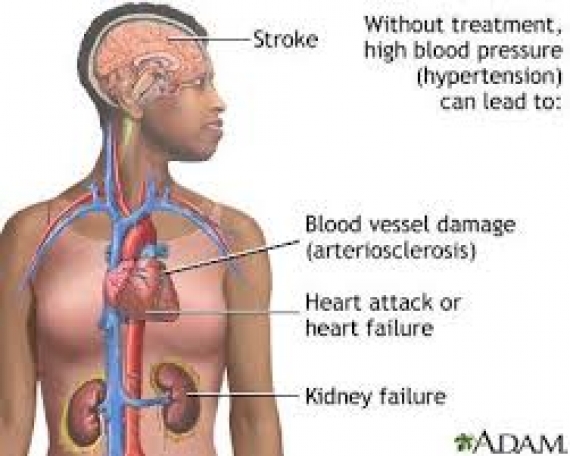 Without treatment,
high blood pressure
(hypertension)
can lead to:
Stroke
Blood vessel damage
(arteriosclerosis)
Heart attack or
heart failure
Kidney failure
ADAM.